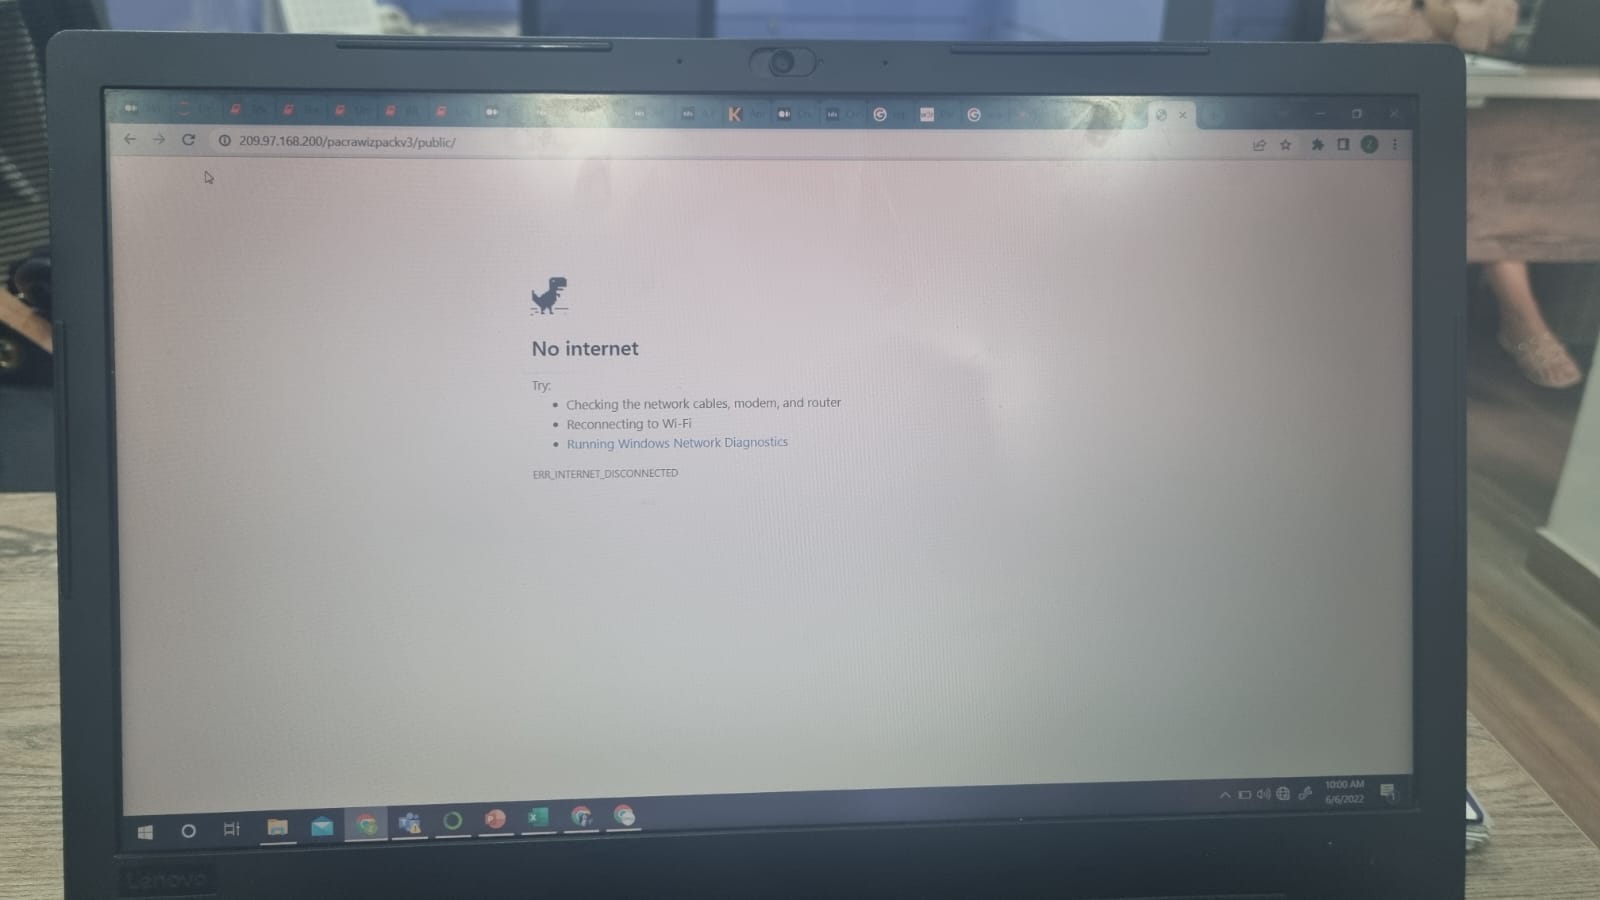 209.97.168.200/pacrawizpackv3/public/
No internet
Try:
Checking the network cables, modem, and router
Reconnecting to Wi-Fi
Running Windows Network Diagnostics
ERR_INTERNET_DISCONNECTED
10:00 AM
6/6/2022
Lenovo